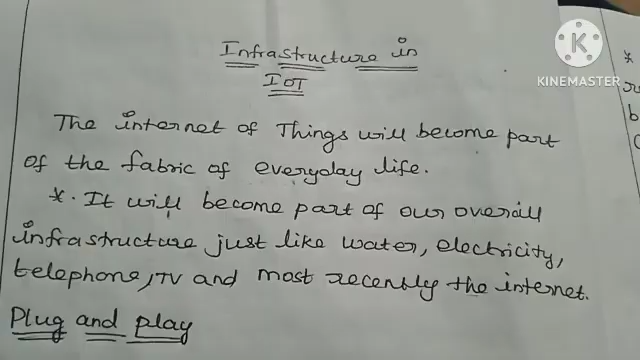 Infrastructure in
IOT
The internet of Things will become part
of the fabric of everyday life.
*. It will become part of our overall
infrastructure just like water, electricity,
telephone, TV and most recently the internet.
Plug and play
KINEMASTER